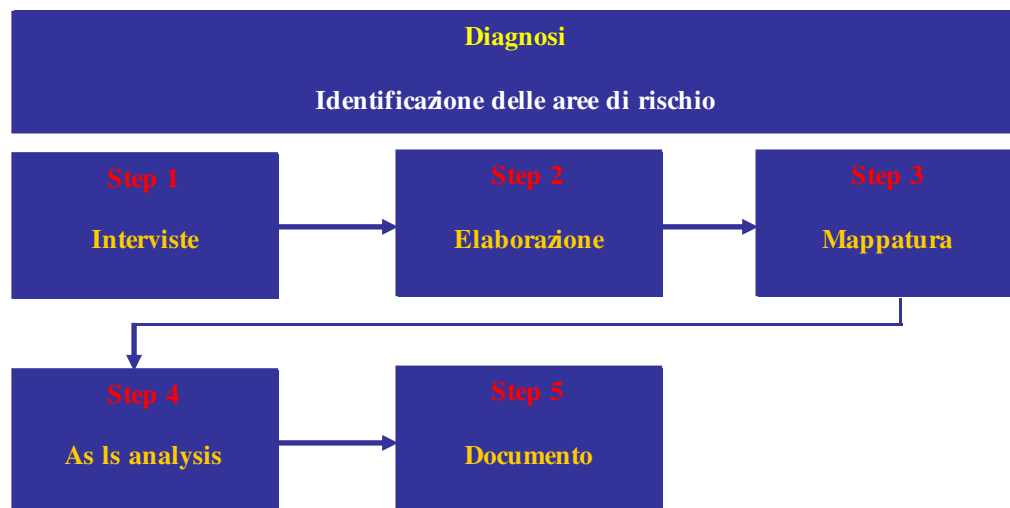 Diagnosi
Identificazione delle aree di rischio
Step 1
Interviste
Step 2
Elaborazione
Step 3
Mappatura
Step 4
As ls analysis
Step 5
Documento